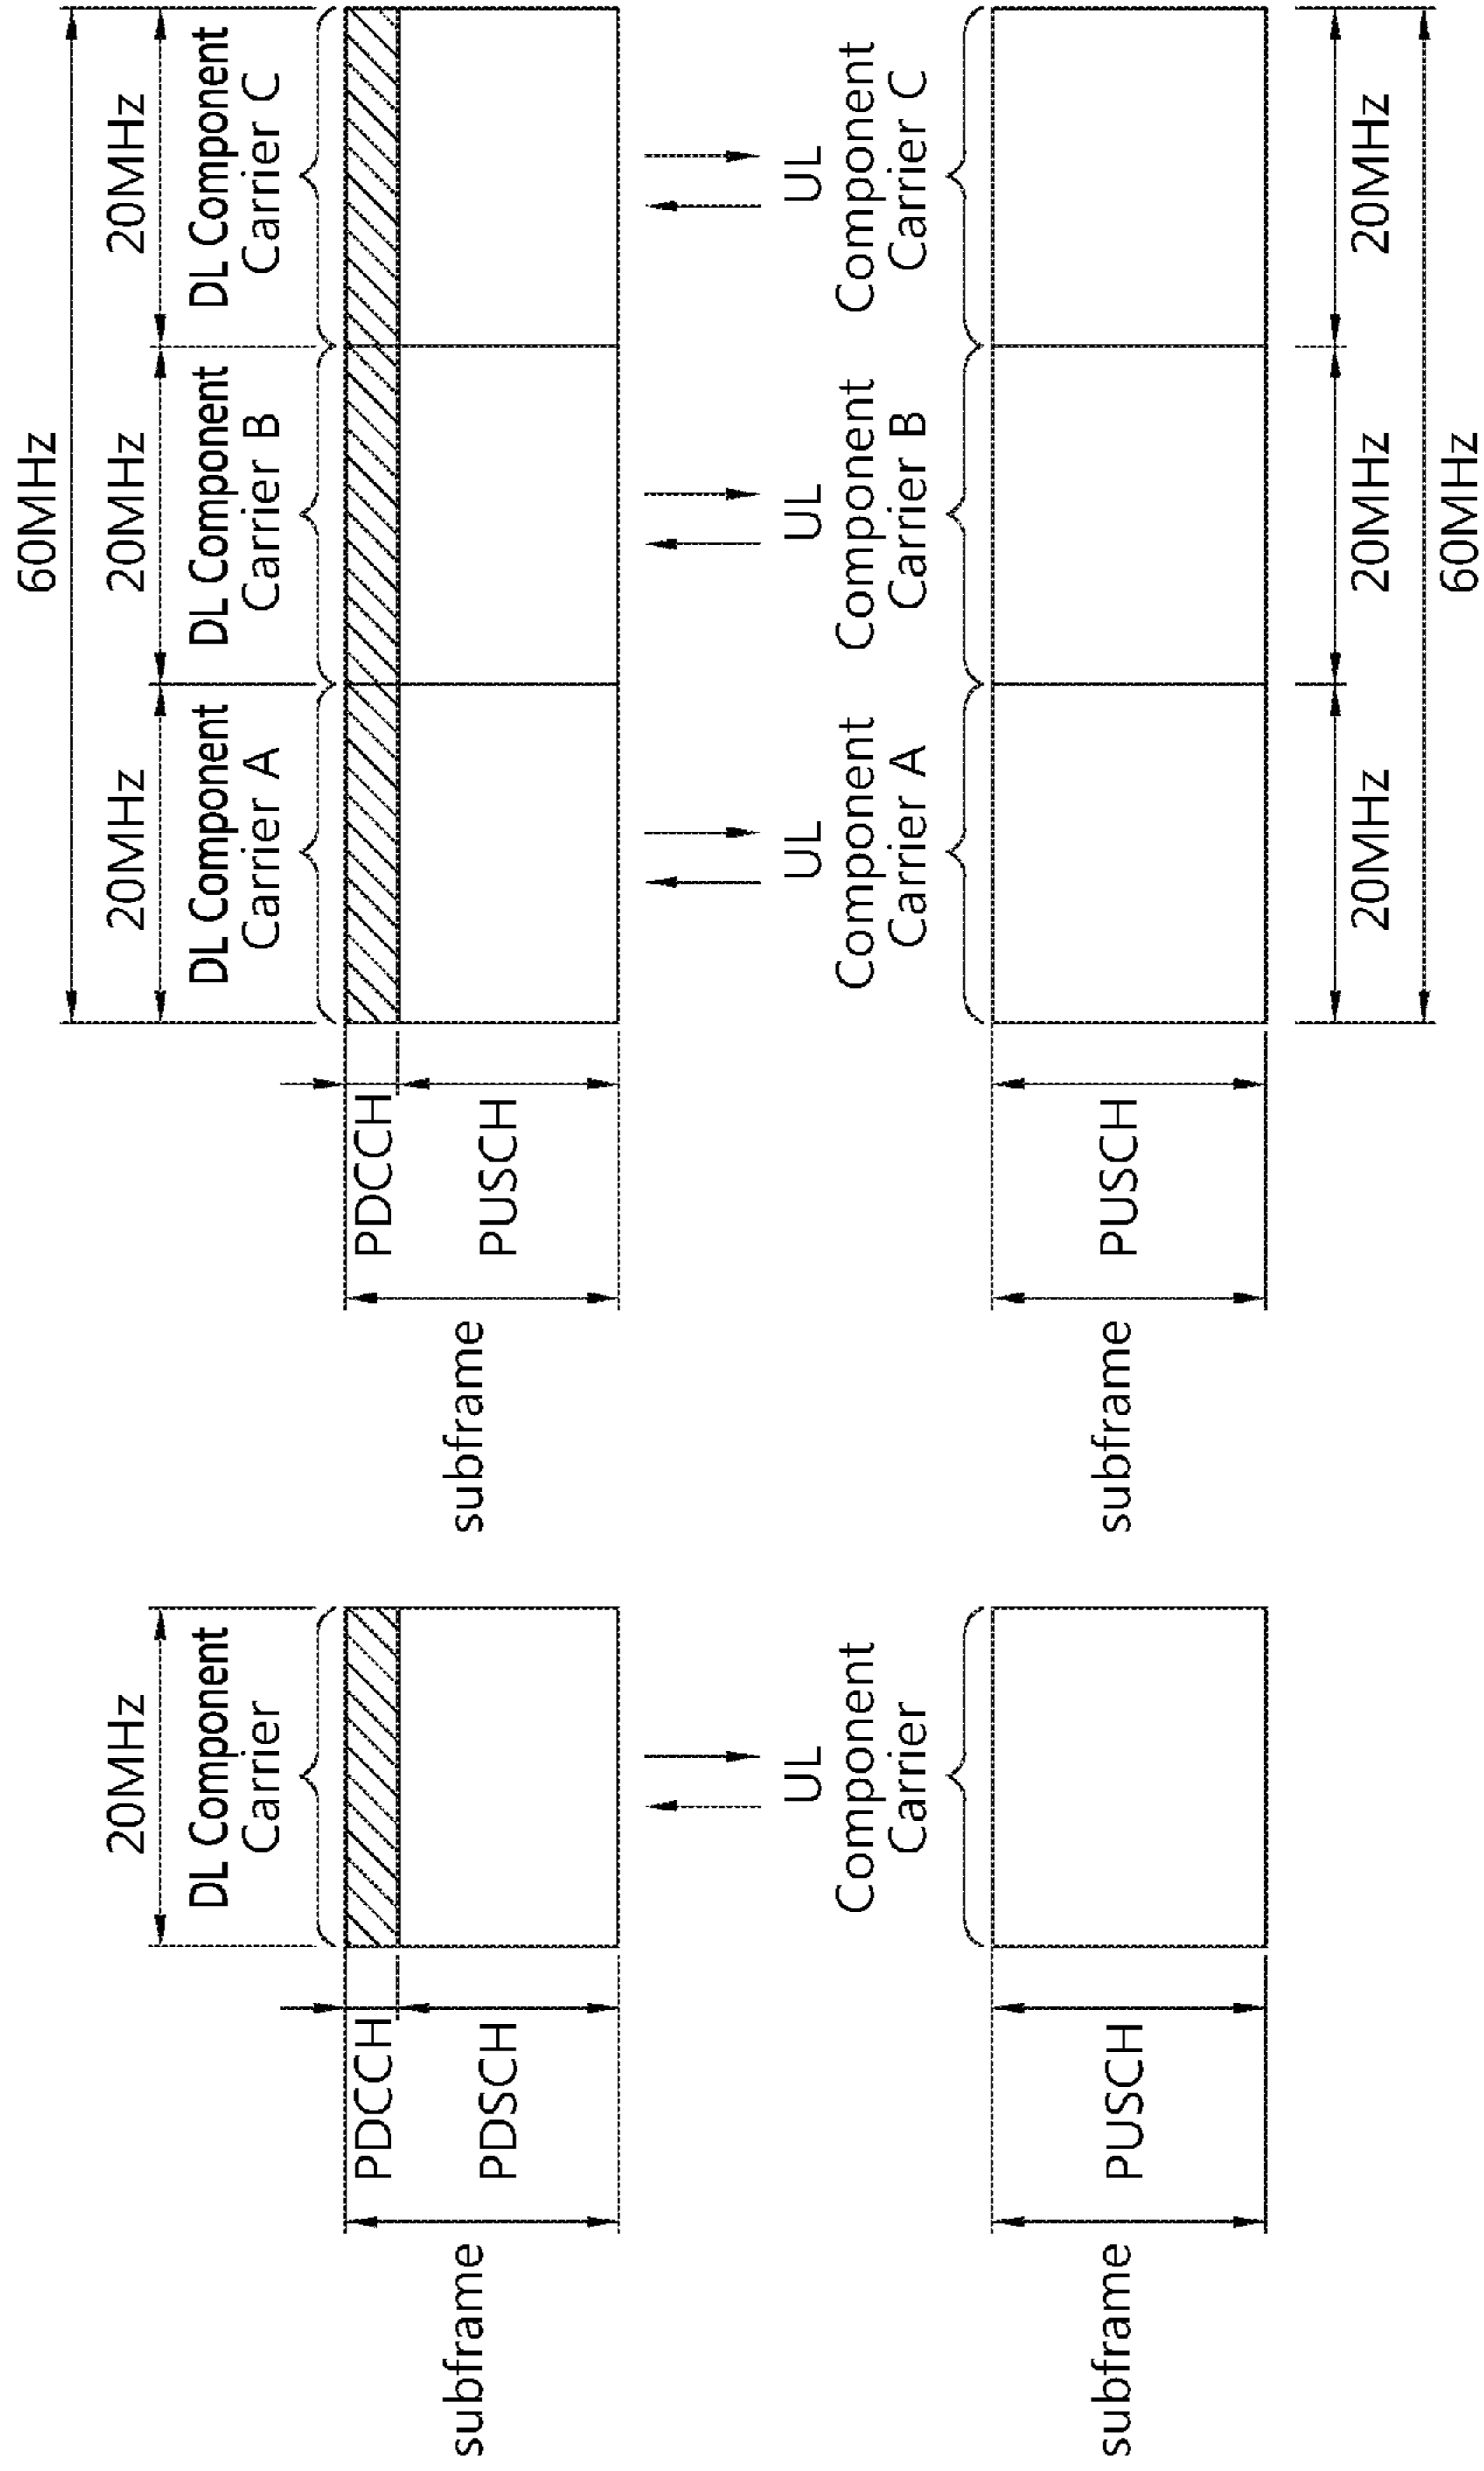 20MHz
DL Component
Carrier
PDCCH
PDSCH
subframe
UL
Component
Carrier
PUSCH
subframe
60MHz
20MHz
20MHz
20MHz
DL Component
Carrier A
DL Component
Carrier B
DL Component
Carrier C
PDCCH
PUSCH
subframe
UL
Component
Carrier A
UL
Component
Carrier B
UL
Component
Carrier C
PUSCH
subframe
20MHz
20MHz
20MHz
60MHz